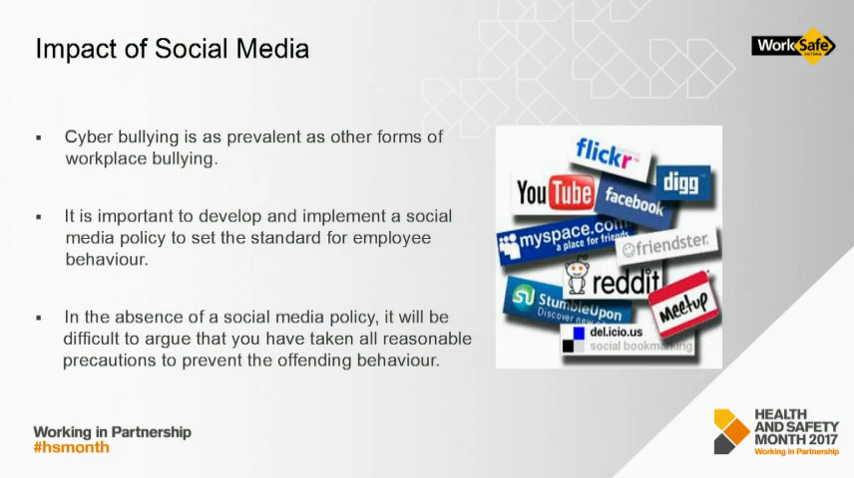 Impact of Social Media
WorkSafe
VICTORIA
▪ Cyber bullying is as prevalent as other forms of
workplace bullying.
▪ It is important to develop and implement a social
media policy to set the standard for employee
behaviour.
▪ In the absence of a social media policy, it will be
difficult to argue that you have taken all reasonable
precautions to prevent the offending behaviour.
flickr
digg
YouTube
facebook
myspace.com
a place for friends
friendster.
reddit
StumbleUpon
Discover new
Meetup
del.icio.us
social bookmarking
Working in Partnership
#hsmonth
HEALTH
AND SAFETY
MONTH 2017
Working in Partnership